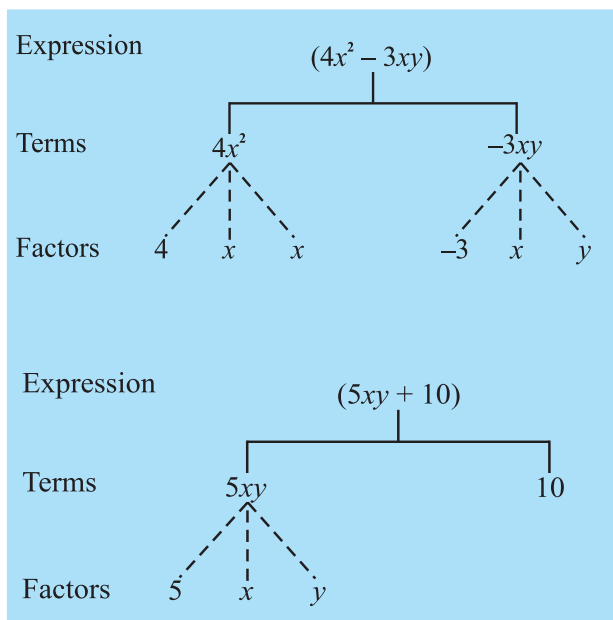 Expression (4x² – 3xy)
Terms 4x² –3xy
Factors 4 x x –3 x y
Expression (5xy + 10)
Terms 5xy 10
Factors 5 x y